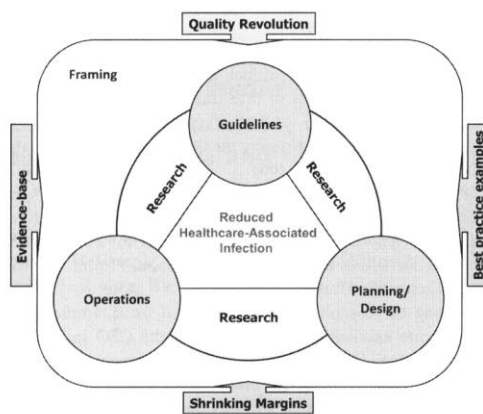 Quality Revolution
Framing
Guidelines
Evidence-base
Research
Research
Best practice examples
Reduced
Healthcare-Associated
Infection
Operations
Planning/
Design
Research
Shrinking Margins